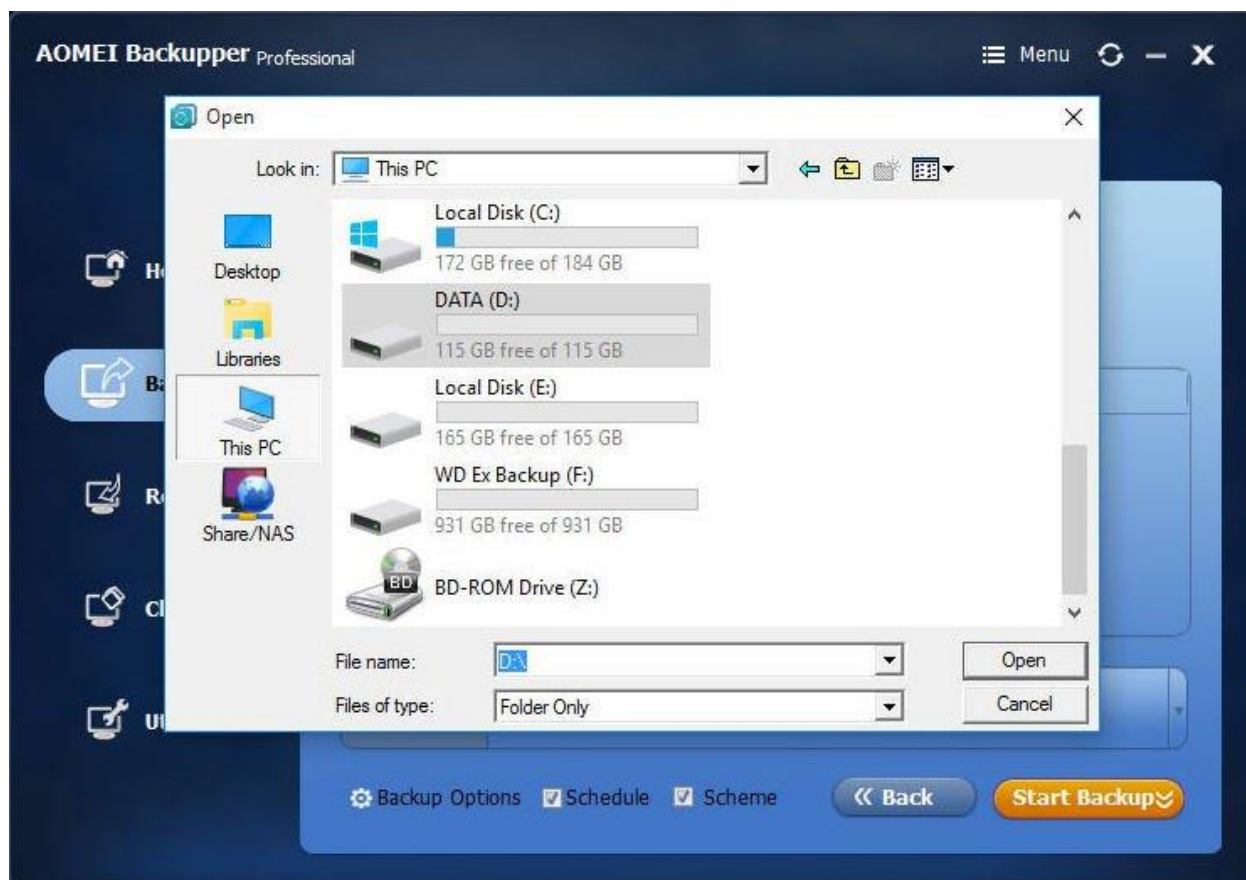 AOMEI Backupper Professional
Menu
Open
Look in: This PC
Desktop
Libraries
This PC
Share/NAS
Local Disk (C:)
172 GB free of 184 GB
DATA (D:)
115 GB free of 115 GB
Local Disk (E:)
165 GB free of 165 GB
WD Ex Backup (F:)
931 GB free of 931 GB
BD
BD-ROM Drive (Z:)
File name: D:\
Open
Files of type: Folder Only
Cancel
Backup Options Schedule Scheme Back Start Backup